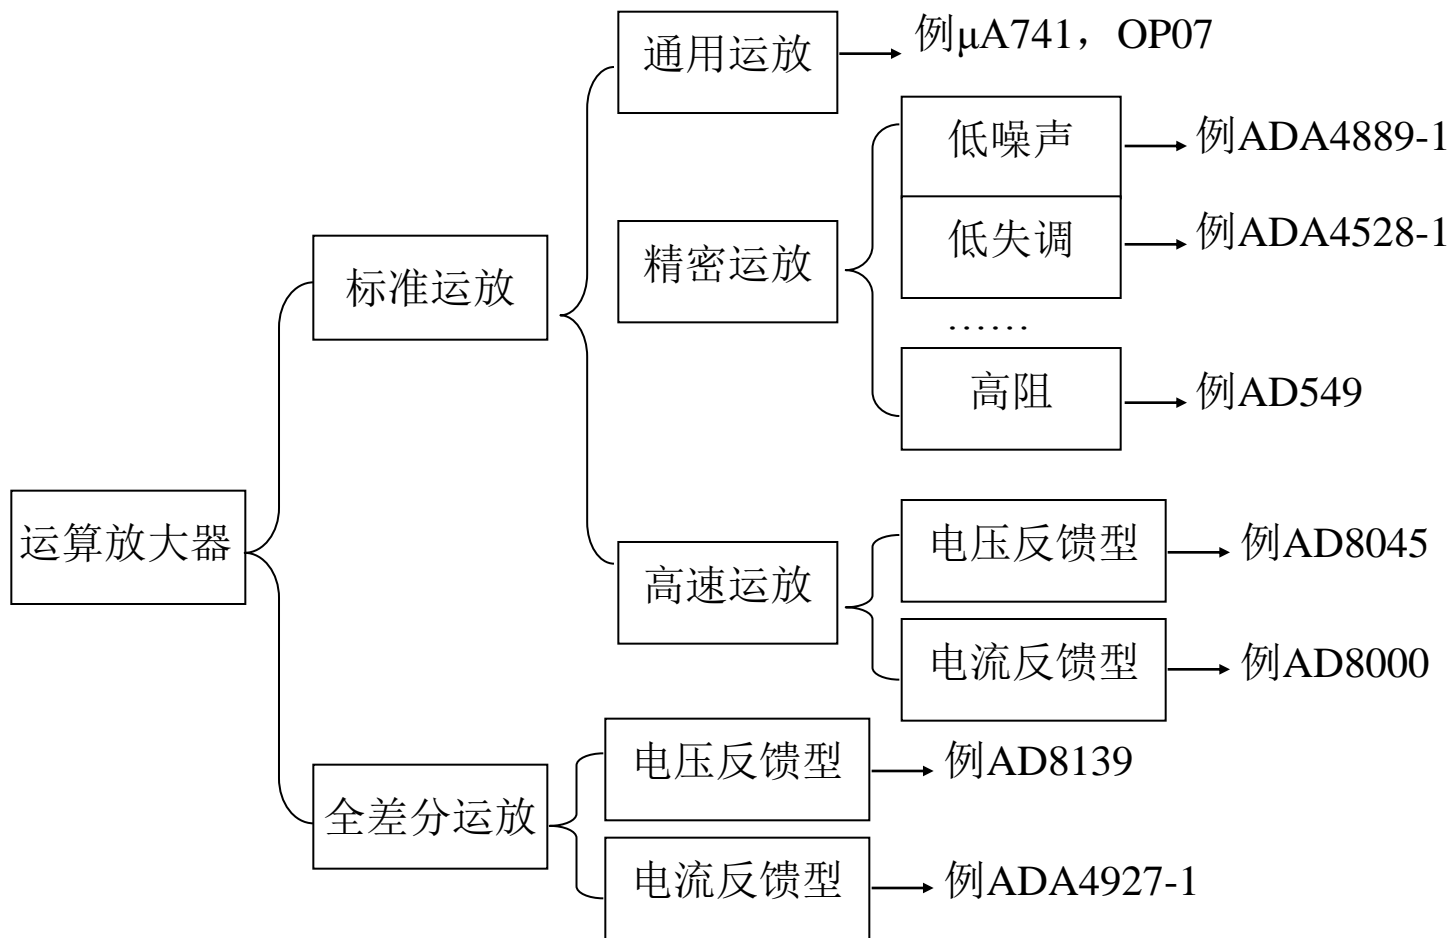 通用运放
例μA741，OP07
低噪声
例ADA4889-1
低失调
例ADA4528-1
精密运放
标准运放
……
高阻
例AD549
运算放大器
电压反馈型
例AD8045
高速运放
电流反馈型
例AD8000
电压反馈型
例AD8139
全差分运放
电流反馈型
例ADA4927-1